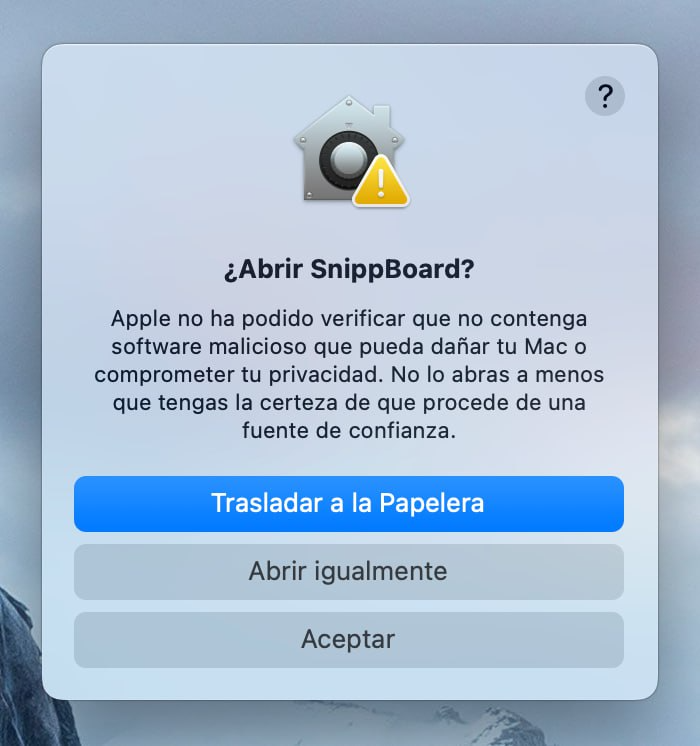 ?
¿Abrir SnippBoard?
Apple no ha podido verificar que no contenga
software malicioso que pueda dañar tu Mac o
comprometer tu privacidad. No lo abras a menos
que tengas la certeza de que procede de una
fuente de confianza.
Trasladar a la Papelera
Abrir igualmente
Aceptar